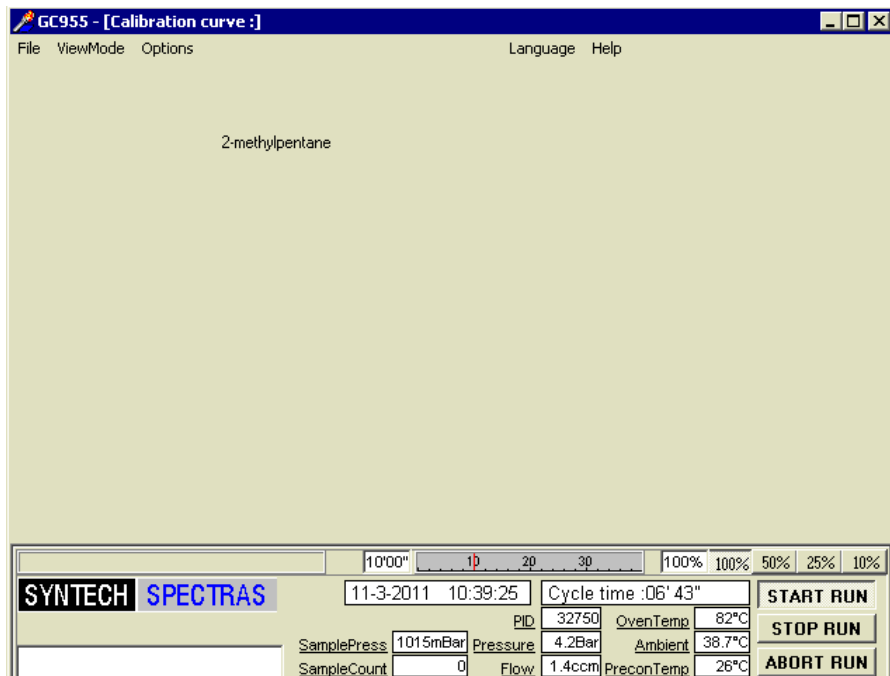 GC955 - [Calibration curve :]
File ViewMode Options Language Help
2-methylpentane
10'00" 10 20 30 100% 100% 50% 25% 10%
SYNTECH SPECTRAS 11-3-2011 10:39:25 Cycle time :06' 43" START RUN
PID 32750 OvenTemp 82°C STOP RUN
SamplePress 1015mBar Pressure 4.2Bar Ambient 38.7°C
SampleCount 0 Flow 1.4ccm PreconTemp 26°C ABORT RUN